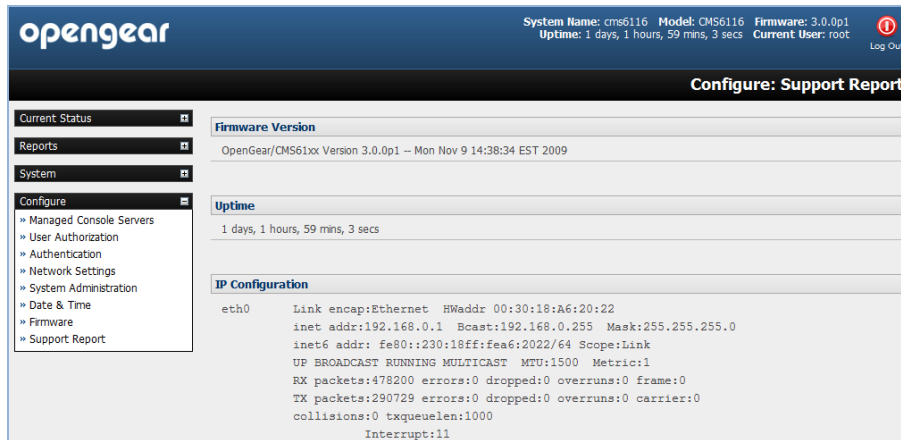 opengear
System Name: cms6116 Model: CMS6116 Firmware: 3.0.0p1
Uptime: 1 days, 1 hours, 59 mins, 3 secs Current User: root
Log Out
Configure: Support Report
Current Status
Reports
System
Configure
» Managed Console Servers
» User Authorization
» Authentication
» Network Settings
» System Administration
» Date & Time
» Firmware
» Support Report
Firmware Version
OpenGear/CMS61xx Version 3.0.0p1 -- Mon Nov 9 14:38:34 EST 2009
Uptime
1 days, 1 hours, 59 mins, 3 secs
IP Configuration
eth0 Link encap:Ethernet HWaddr 00:30:18:A6:20:22
inet addr:192.168.0.1 Bcast:192.168.0.255 Mask:255.255.255.0
inet6 addr: fe80::230:18ff:fea6:2022/64 Scope:Link
UP BROADCAST RUNNING MULTICAST MTU:1500 Metric:1
RX packets:478200 errors:0 dropped:0 overruns:0 frame:0
TX packets:290729 errors:0 dropped:0 overruns:0 carrier:0
collisions:0 txqueuelen:1000
Interrupt:11